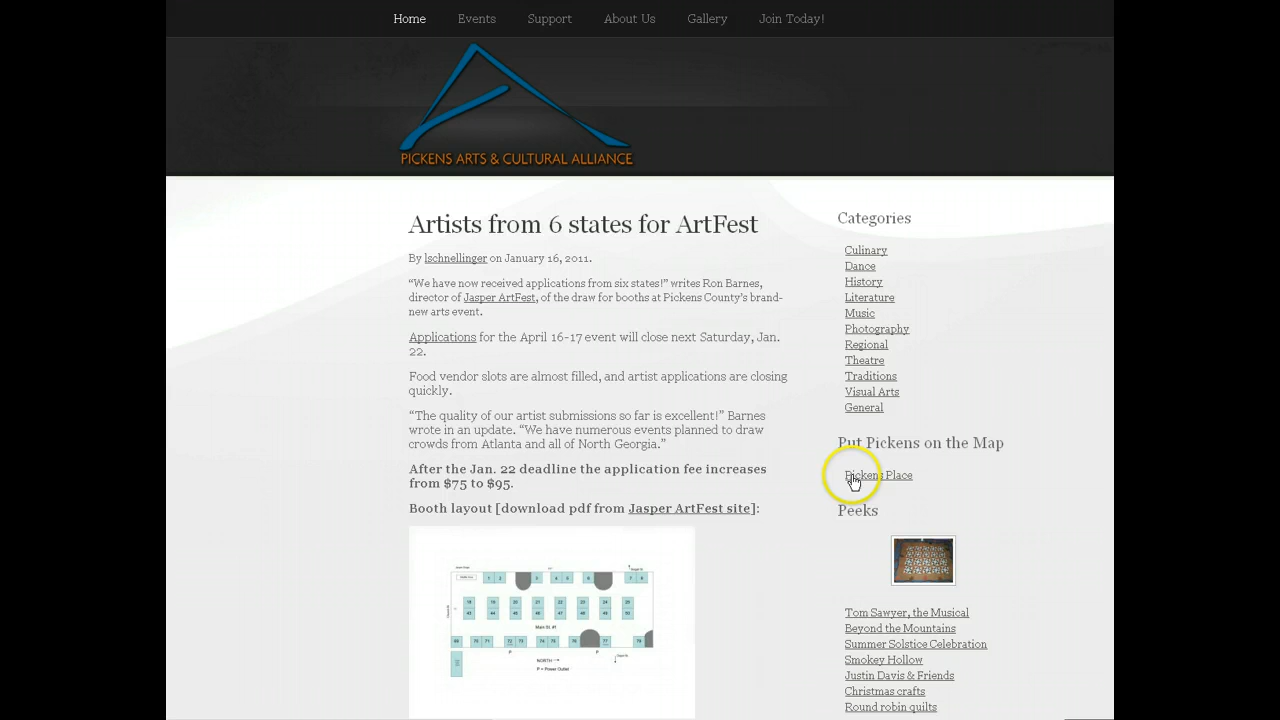 Home Events Support About Us Gallery Join Today!
PICKENS ARTS & CULTURAL ALLIANCE
Artists from 6 states for ArtFest
By lschnellinger on January 16, 2011.
“We have now received applications from six states!” writes Ron Barnes,
director of Jasper ArtFest, of the draw for booths at Pickens County’s brand-
new arts event.
Applications for the April 16-17 event will close next Saturday, Jan.
22.
Food vendor slots are almost filled, and artist applications are closing
quickly.
“The quality of our artist submissions so far is excellent!” Barnes
wrote in an update. “We have numerous events planned to draw
crowds from Atlanta and all of North Georgia.”
After the Jan. 22 deadline the application fee increases
from $75 to $95.
Booth layout [download pdf from Jasper ArtFest site]:
Main St. #1
NORTH
P = Power Outlet
Categories
Culinary
Dance
History
Literature
Music
Photography
Regional
Theatre
Traditions
Visual Arts
General
Put Pickens on the Map
Pickens Place
Peeks
Tom Sawyer, the Musical
Beyond the Mountains
Summer Solstice Celebration
Smokey Hollow
Justin Davis & Friends
Christmas crafts
Round robin quilts